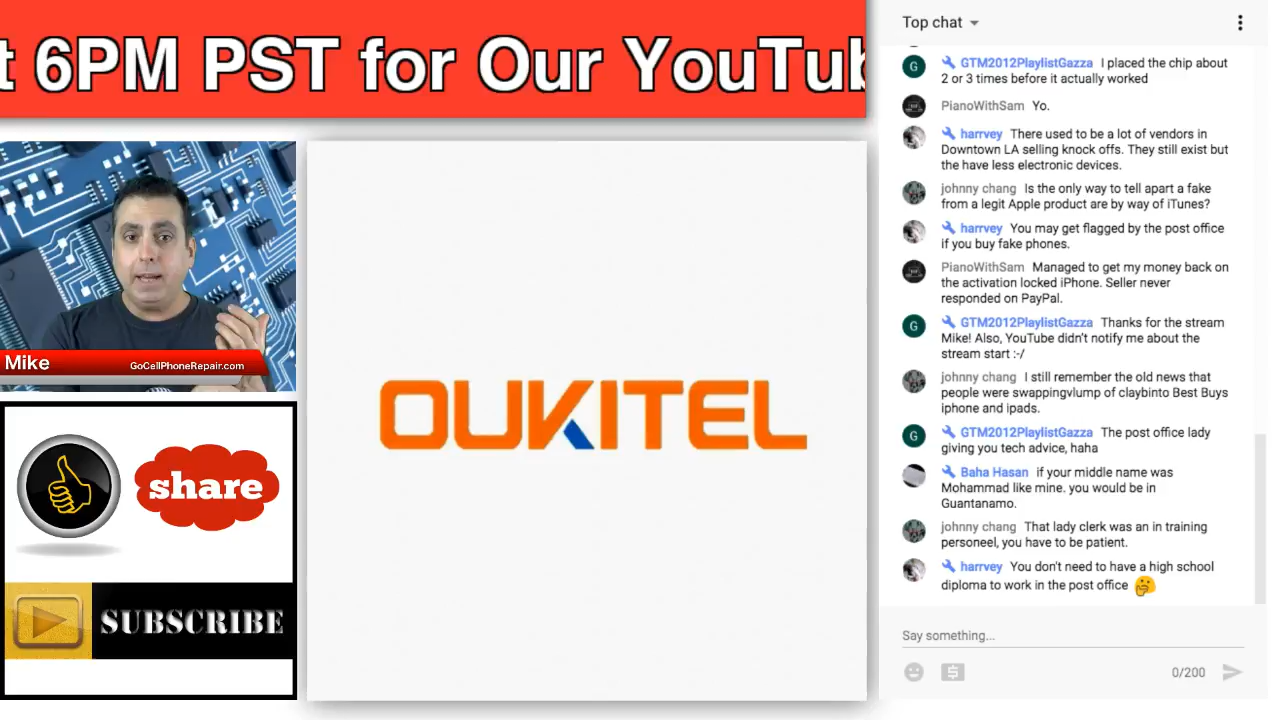 t 6PM PST for Our YouTub
Mike
GoCellPhoneRepair.com
share
SUBSCRIBE
OUKITEL
Top chat
G GTM2012PlaylistGazza I placed the chip about
2 or 3 times before it actually worked
PianoWithSam Yo.
harrvey There used to be a lot of vendors in
Downtown LA selling knock offs. They still exist but
the have less electronic devices.
johnny chang Is the only way to tell apart a fake
from a legit Apple product are by way of iTunes?
harrvey You may get flagged by the post office
if you buy fake phones.
PianoWithSam Managed to get my money back on
the activation locked iPhone. Seller never
responded on PayPal.
G GTM2012PlaylistGazza Thanks for the stream
Mike! Also, YouTube didn't notify me about the
stream start :-/
johnny chang I still remember the old news that
people were swappingvlump of claybinto Best Buys
iphone and ipads.
G GTM2012PlaylistGazza The post office lady
giving you tech advice, haha
Baha Hasan if your middle name was
Mohammad like mine. you would be in
Guantanamo.
johnny chang That lady clerk was an in training
personeel, you have to be patient.
harrvey You don't need to have a high school
diploma to work in the post office 🤔
Say something...
0/200